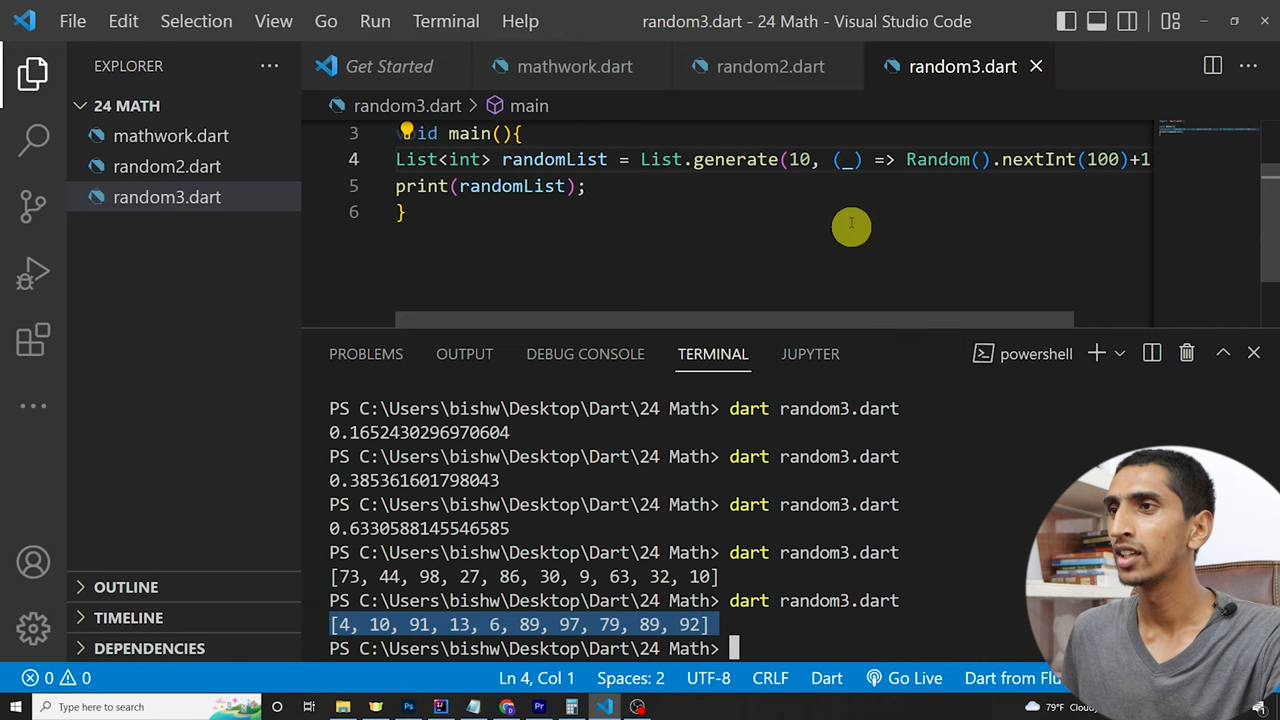 File Edit Selection View Go Run Terminal Help random3.dart - 24 Math - Visual Studio Code
EXPLORER
Get Started mathwork.dart random2.dart random3.dart
24 MATH
random3.dart > main
mathwork.dart
random2.dart
random3.dart
3 void main(){
4 List<int> randomList = List.generate(10, (_) => Random().nextInt(100)+1
5 print(randomList);
6 }
PROBLEMS OUTPUT DEBUG CONSOLE TERMINAL JUPYTER powershell
PS C:\Users\bishw\Desktop\Dart\24 Math> dart random3.dart
0.1652430296970604
PS C:\Users\bishw\Desktop\Dart\24 Math> dart random3.dart
0.385361601798043
PS C:\Users\bishw\Desktop\Dart\24 Math> dart random3.dart
0.6330588145546585
PS C:\Users\bishw\Desktop\Dart\24 Math> dart random3.dart
[73, 44, 98, 27, 86, 30, 9, 63, 32, 10]
PS C:\Users\bishw\Desktop\Dart\24 Math> dart random3.dart
[4, 10, 91, 13, 6, 89, 97, 79, 89, 92]
PS C:\Users\bishw\Desktop\Dart\24 Math>
OUTLINE
TIMELINE
DEPENDENCIES
0 0 Ln 4, Col 1 Spaces: 2 UTF-8 CRLF Dart Go Live Dart from Flu
Type here to search 79°F Cloudy